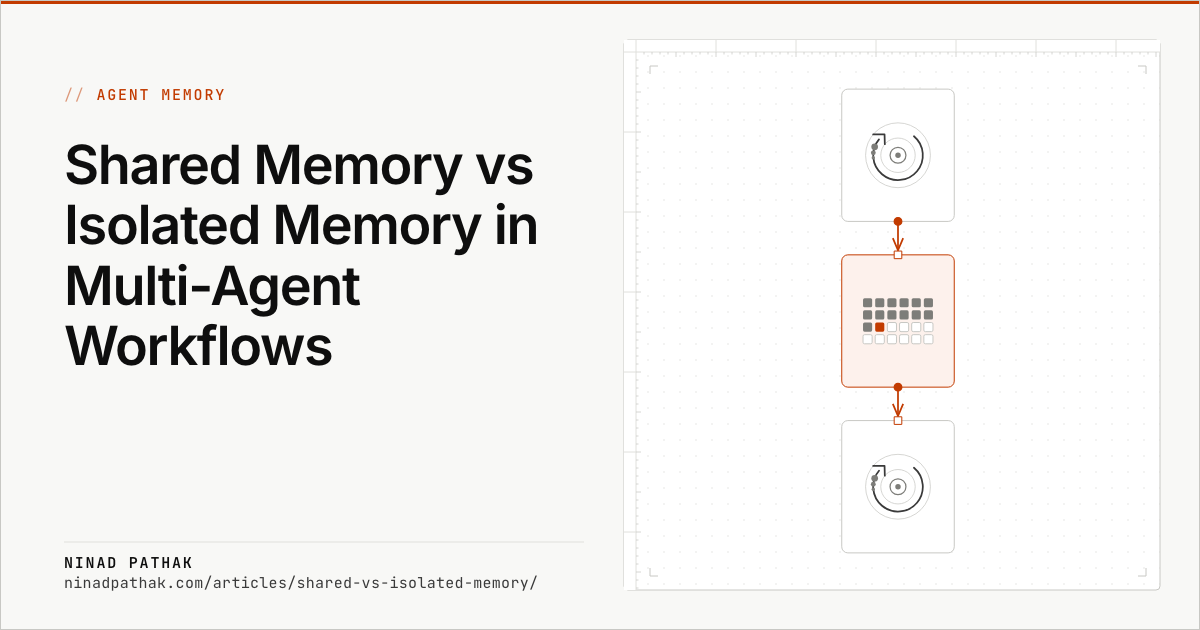 // AGENT MEMORY
Shared Memory vs
Isolated Memory in
Multi-Agent
Workflows
NINAD PATHAK
ninadpathak.com/articles/shared-vs-isolated-memory/